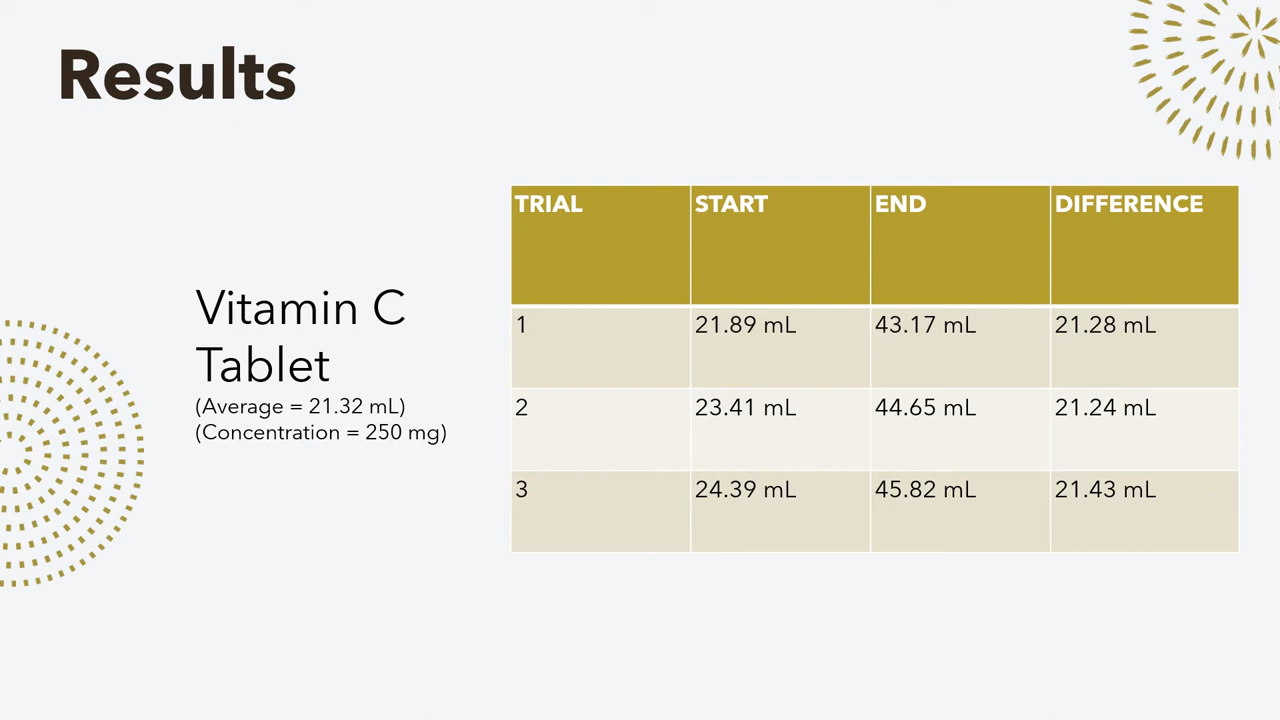 Results
Vitamin C
Tablet
(Average = 21.32 mL)
(Concentration = 250 mg)
TRIAL START END DIFFERENCE
1 21.89 mL 43.17 mL 21.28 mL
2 23.41 mL 44.65 mL 21.24 mL
3 24.39 mL 45.82 mL 21.43 mL